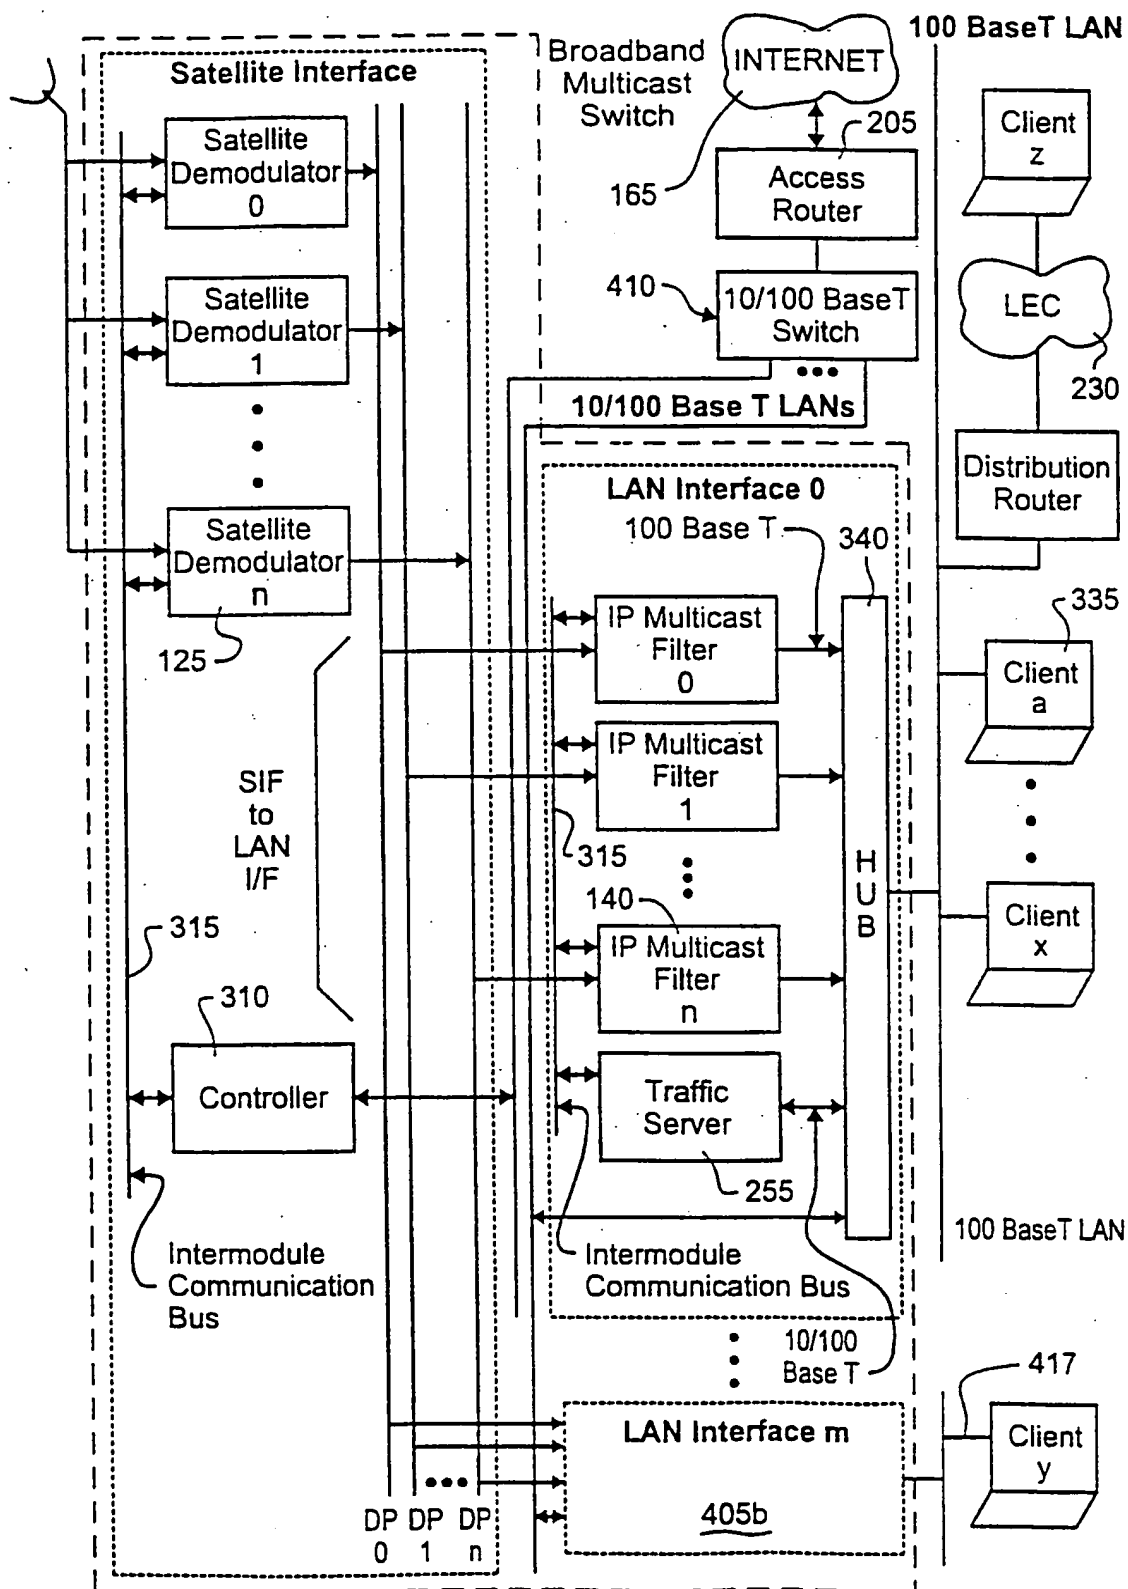 100 BaseT LAN
Satellite Interface
Broadband
Multicast
Switch
INTERNET
165
205
Access
Router
410
10/100 BaseT
Switch
10/100 Base T LANs
Client
z
LEC
230
Distribution
Router
Satellite
Demodulator
0
Satellite
Demodulator
1
Satellite
Demodulator
n
125
SIF
to
LAN
I/F
315
310
Controller
Intermodule
Communication
Bus
DP
0
DP
1
DP
n
LAN Interface 0
100 Base T
340
IP Multicast
Filter
0
IP Multicast
Filter
1
315
140
IP Multicast
Filter
n
Traffic
Server
255
HUB
Intermodule
Communication Bus
10/100
Base T
335
Client
a
Client
x
100 BaseT LAN
LAN Interface m
405b
417
Client
y